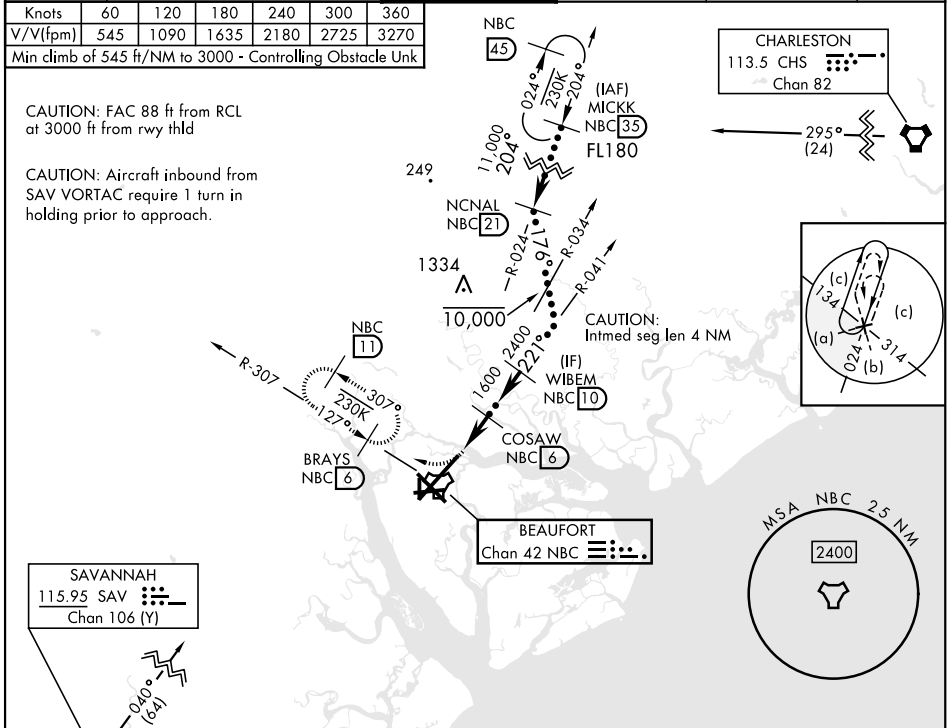 Knots 60 120 180 240 300 360
V/V(fpm) 545 1090 1635 2180 2725 3270
Min climb of 545 ft/NM to 3000 - Controlling Obstacle Unk
CAUTION: FAC 88 ft from RCL
at 3000 ft from rwy thld
CAUTION: Aircraft inbound from
SAV VORTAC require 1 turn in
holding prior to approach.
NBC
45
024°
230K
204°
(IAF)
MICKK
NBC 35
FL180
11,000
204°
CHARLESTON
113.5 CHS
Chan 82
295°
(24)
249
NCNAL
NBC 21
R-024
176°
R-034
R-041
1334
10,000
CAUTION:
Intmed seg len 4 NM
2400
221°
1600
(IF)
WIBEM
NBC 10
COSAW
NBC 6
NBC
11
R-307
307°
230K
127°
BRAYS
NBC 6
BEAUFORT
Chan 42 NBC
(c)
134
(c)
(a)
024
(b)
314
MSA NBC 25 NM
2400
SAVANNAH
115.95 SAV
Chan 106 (Y)
040°
(64)